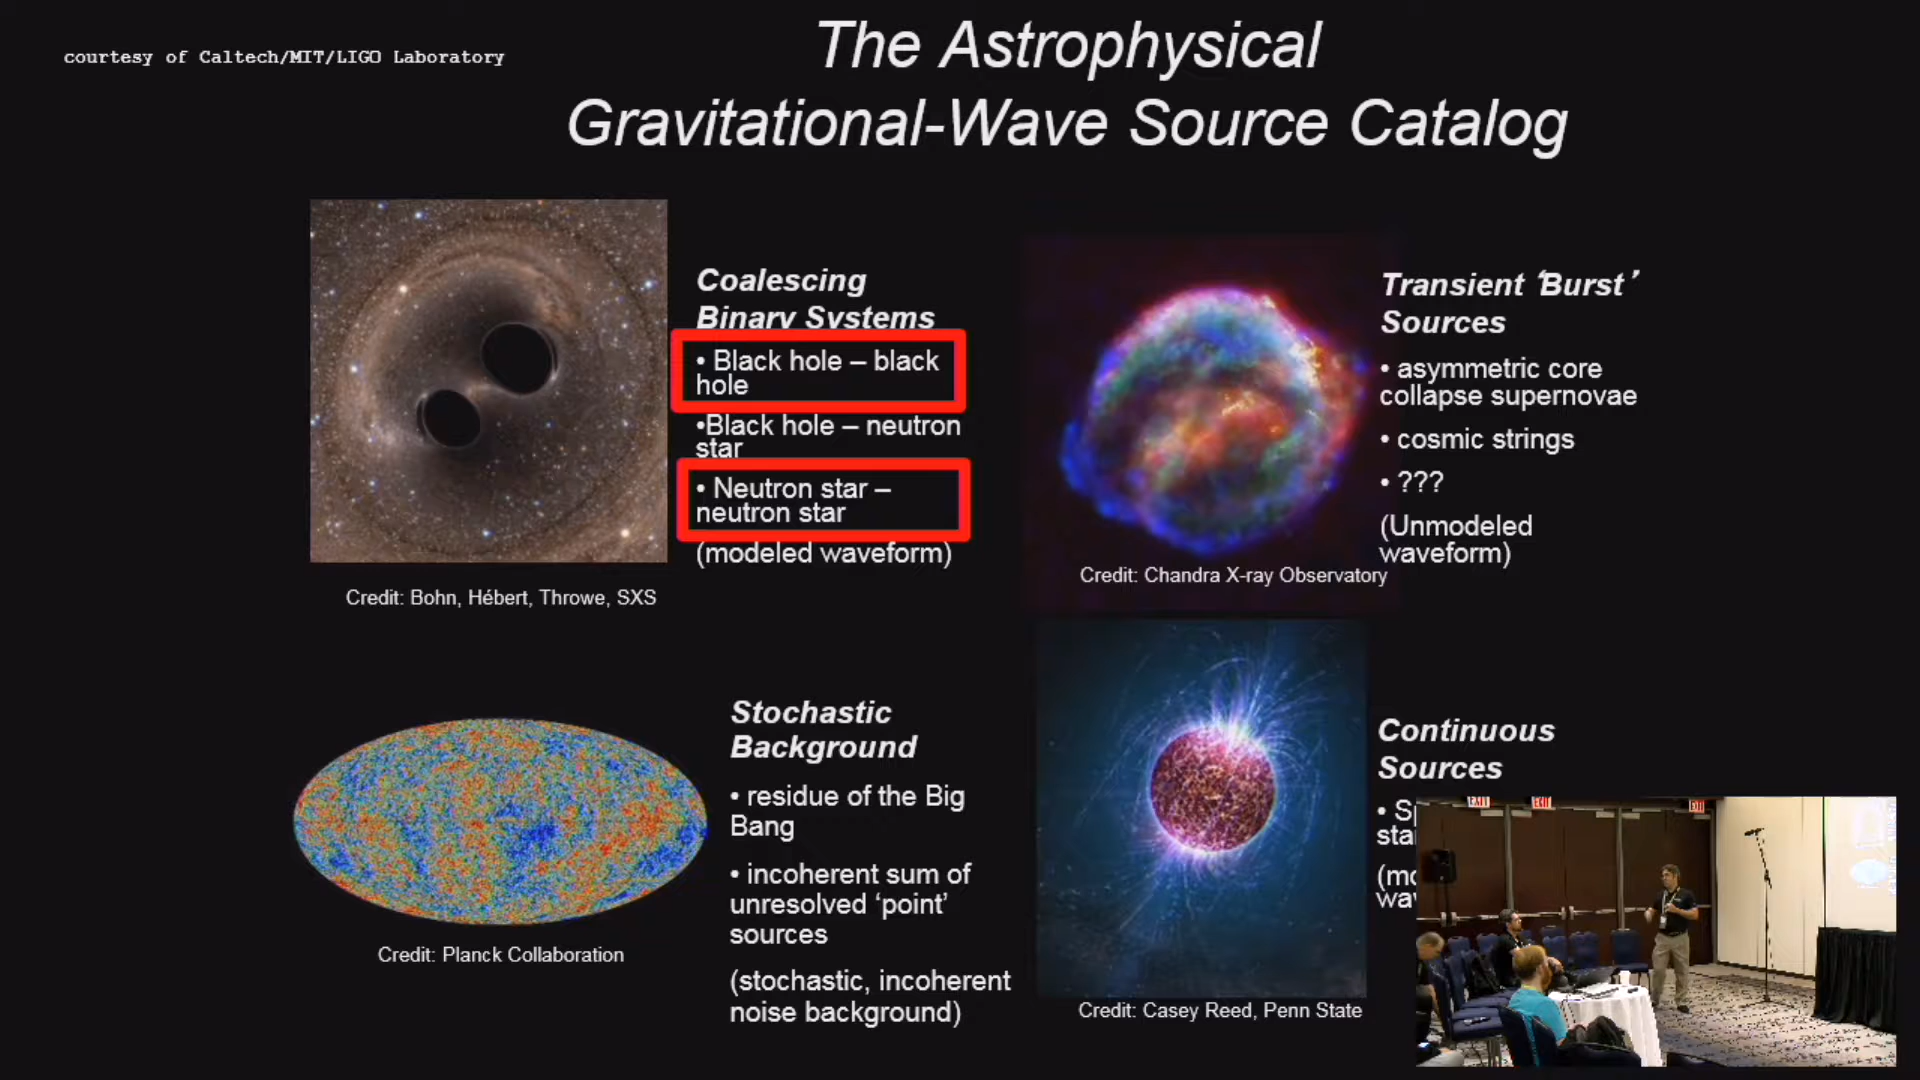 courtesy of Caltech/MIT/LIGO Laboratory
The Astrophysical
Gravitational-Wave Source Catalog
Coalescing
Binary Systems
• Black hole – black
hole
•Black hole – neutron
star
• Neutron star –
neutron star
(modeled waveform)
Credit: Bohn, Hébert, Throwe, SXS
Transient ‘Burst’
Sources
• asymmetric core
collapse supernovae
• cosmic strings
• ???
(Unmodeled
waveform)
Credit: Chandra X-ray Observatory
Stochastic
Background
• residue of the Big
Bang
• incoherent sum of
unresolved ‘point’
sources
(stochastic, incoherent
noise background)
Credit: Planck Collaboration
Continuous
Sources
Credit: Casey Reed, Penn State
EXIT
EXIT
EXIT